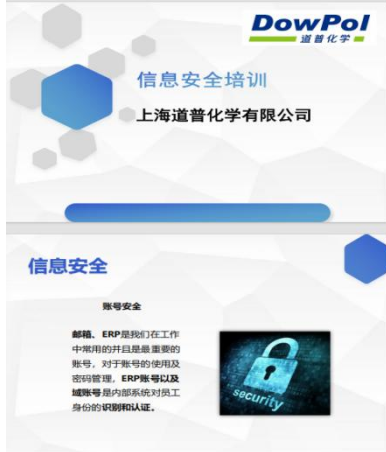 DowPol
道普化学
信息安全培训
上海道普化学有限公司
信息安全
账号安全
邮箱、ERP是我们在工作
中常用的并且是最重要的
账号，对于账号的使用及
密码管理，ERP账号以及
域账号是内部系统对员工
身份的识别和认证。
security